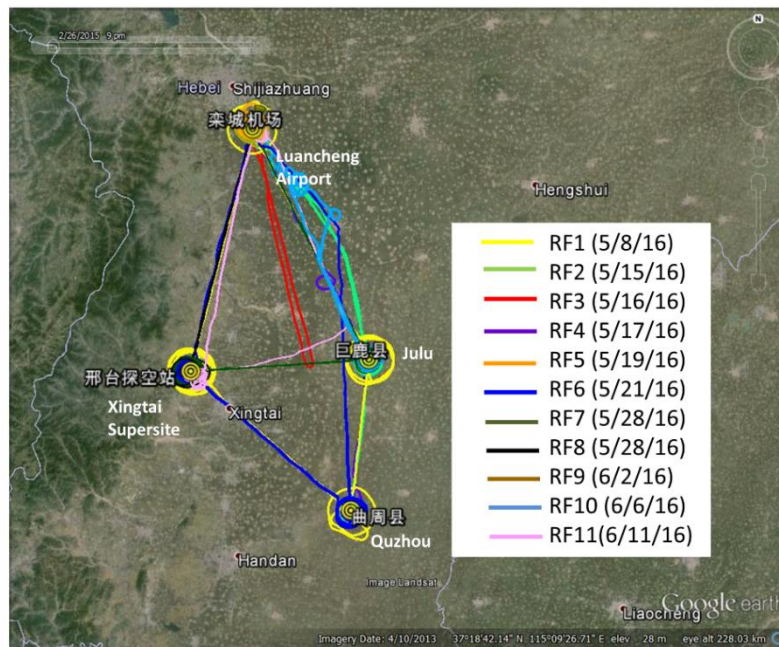 N
2/26/2015 9 pm
Hebei
Shijiazhuang
栾城机场
Luancheng
Airport
Hengshui
RF1 (5/8/16)
RF2 (5/15/16)
RF3 (5/16/16)
RF4 (5/17/16)
RF5 (5/19/16)
RF6 (5/21/16)
RF7 (5/28/16)
RF8 (5/28/16)
RF9 (6/2/16)
RF10 (6/6/16)
RF11(6/11/16)
巨鹿县
Julu
邢台探空站
Xingtai
Supersite
Xingtai
曲周县
Quzhou
Handan
Image Landsat
Liaocheng
Google earth
Imagery Date: 4/10/2013 37°18'42.14" N 115°09'26.71" E elev 28 m eye alt 228.03 km